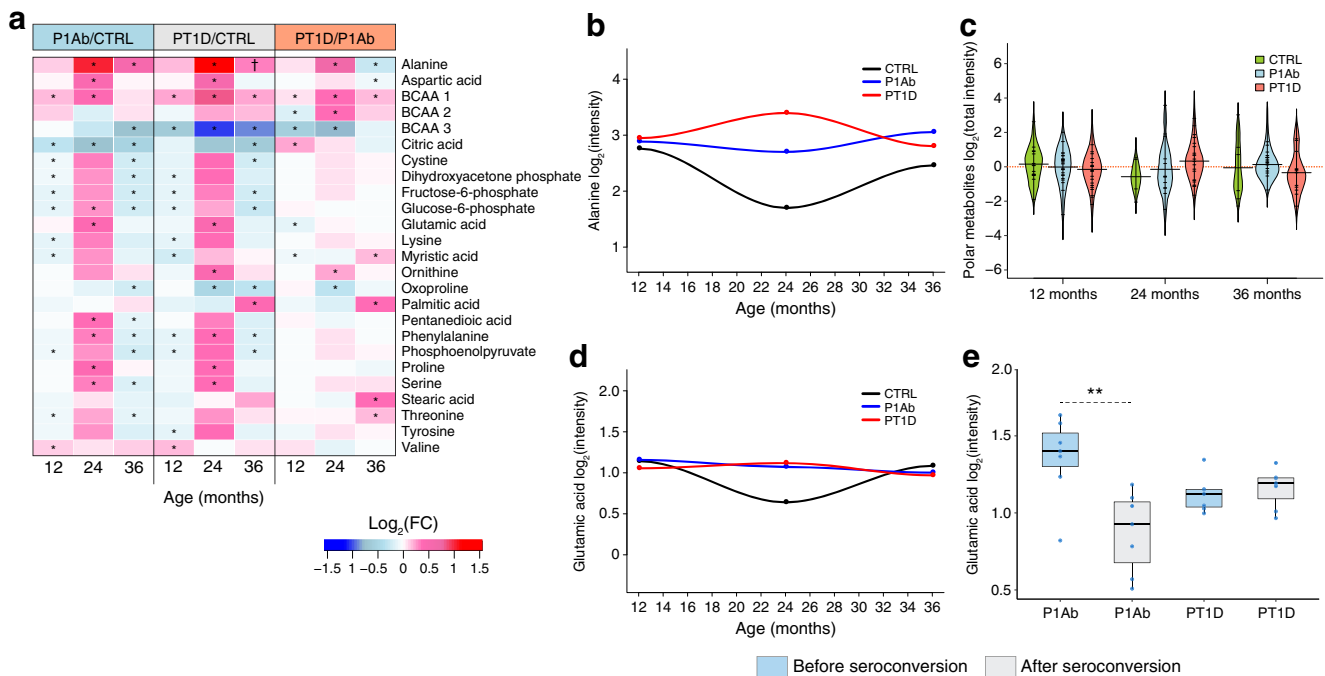 a
P1Ab/CTRL PT1D/CTRL PT1D/P1Ab
Alanine
Aspartic acid
BCAA 1
BCAA 2
BCAA 3
Citric acid
Cystine
Dihydroxyacetone phosphate
Fructose-6-phosphate
Glucose-6-phosphate
Glutamic acid
Lysine
Myristic acid
Ornithine
Oxoproline
Palmitic acid
Pentanedioic acid
Phenylalanine
Phosphoenolpyruvate
Proline
Serine
Stearic acid
Threonine
Tyrosine
Valine
12 24 36 12 24 36 12 24 36
Age (months)
Log2(FC)
−1.5 1 −0.5 0 0.5 1 1.5
b
Alanine log2(intensity)
4
3
2
1
CTRL
P1Ab
PT1D
12 14 16 18 20 22 24 26 28 30 32 34 36
Age (months)
c
Polar metabolites log2(total intensity)
6
4
2
0
−2
−4
−6
CTRL
P1Ab
PT1D
12 months 24 months 36 months
d
Glutamic acid log2(intensity)
2.0
1.5
1.0
0.5
0
CTRL
P1Ab
PT1D
12 14 16 18 20 22 24 26 28 30 32 34 36
Age (months)
e
Glutamic acid log2(intensity)
2.0
1.5
1.0
0.5
**
P1Ab P1Ab PT1D PT1D
Before seroconversion After seroconversion